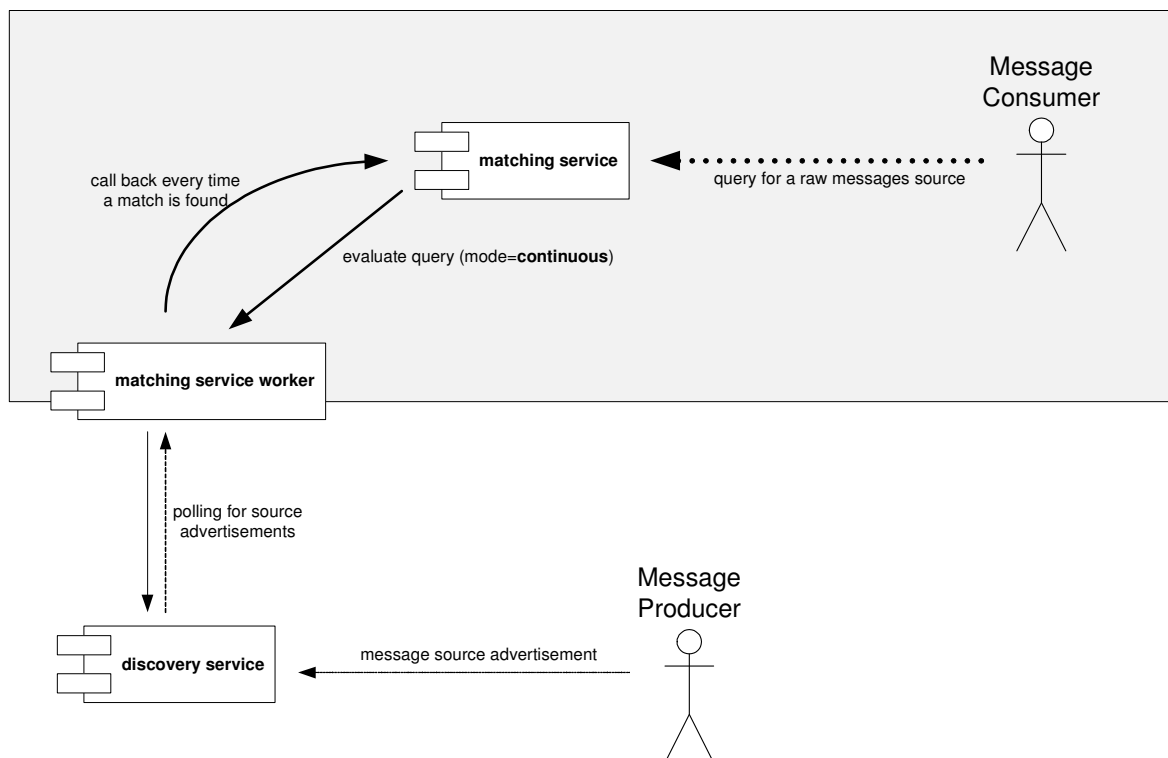 Message
Consumer
matching service
query for a raw messages source
call back every time
a match is found
evaluate query (mode=continuous)
matching service worker
polling for source
advertisements
Message
Producer
discovery service
message source advertisement